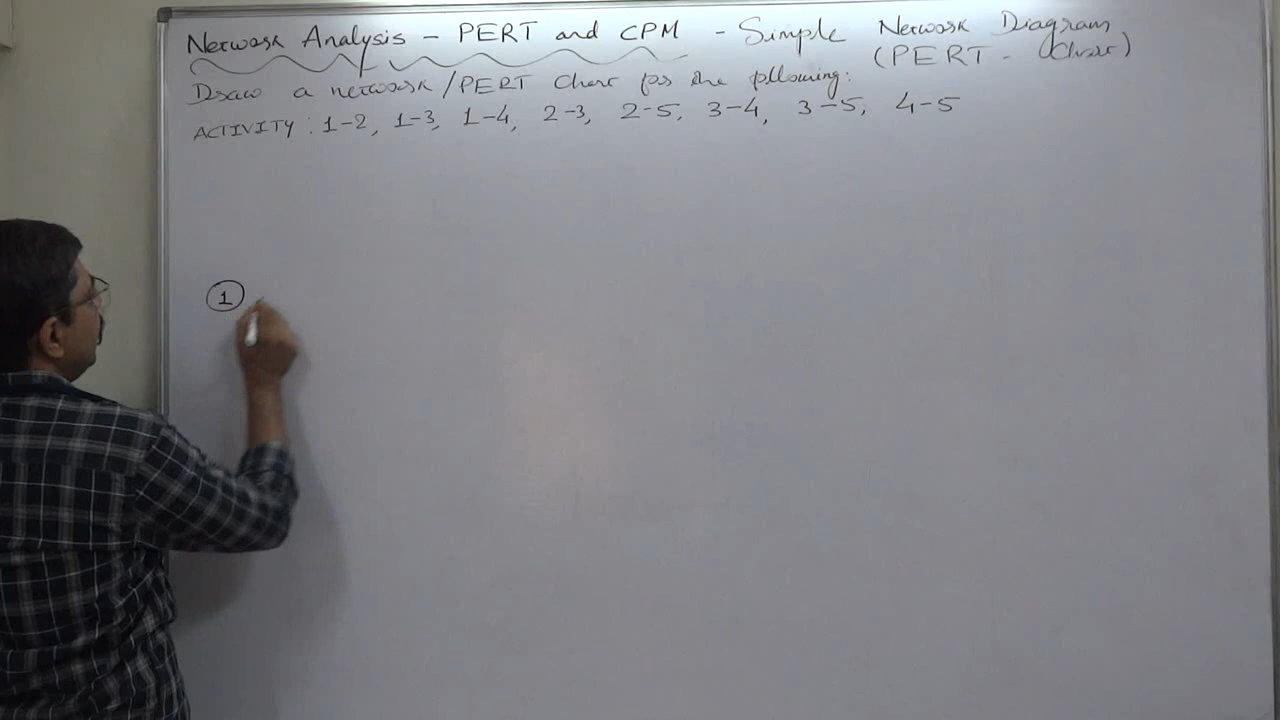 Network Analysis – PERT and CPM - Simple Network Diagram
(PERT - Chart)
Draw a network/PERT Chart for the following:
ACTIVITY : 1-2, 1-3, 1-4, 2-3, 2-5, 3-4, 3-5, 4-5
1